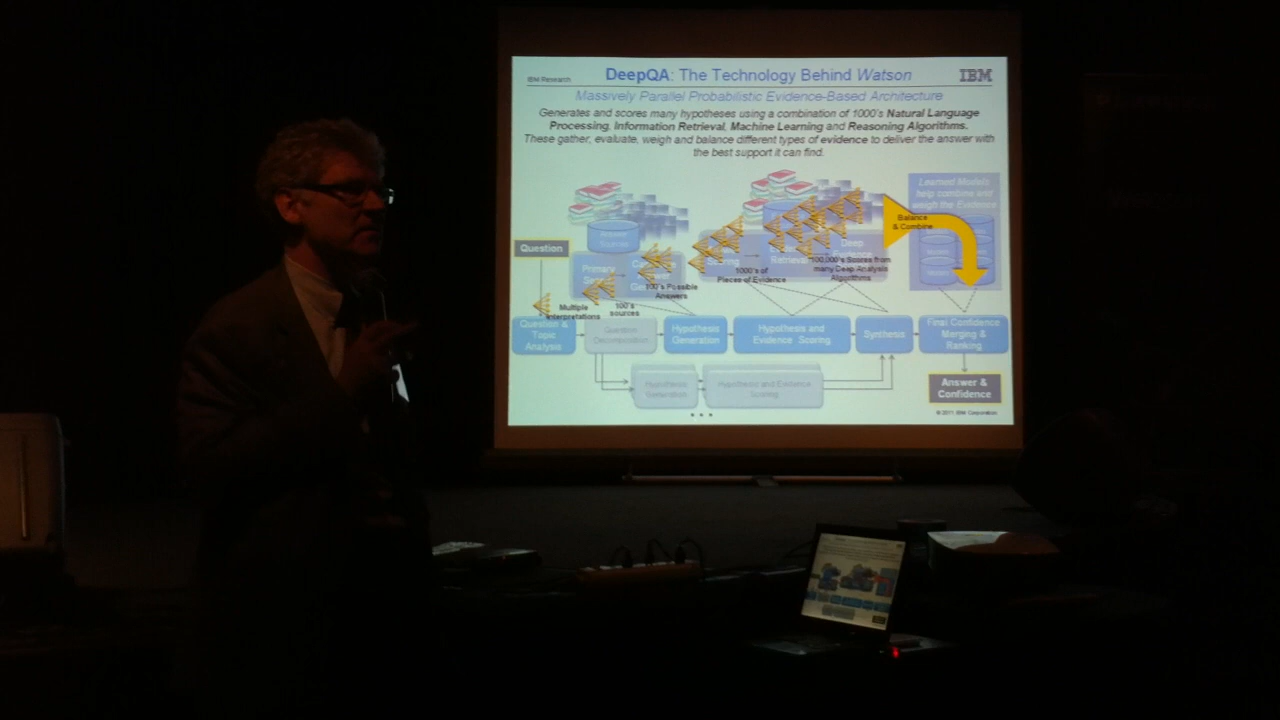 IBM Research
DeepQA: The Technology Behind Watson
IBM
Massively Parallel Probabilistic Evidence-Based Architecture
Generates and scores many hypotheses using a combination of 1000's Natural Language
Processing, Information Retrieval, Machine Learning and Reasoning Algorithms.
These gather, evaluate, weigh and balance different types of evidence to deliver the answer with
the best support it can find.
Learned Models
help combine and
weigh the Evidence
Balance
& Combine
Question
Answer
Sources
Primary
Deep
1000's of
Pieces of Evidence
100,000's Scores from
many Deep Analysis
Algorithms
100's Possible
Answers
Multiple
Interpretations
100's
sources
Question &
Topic
Analysis
Question
Decomposition
Hypothesis
Generation
Hypothesis and
Evidence Scoring
Synthesis
Final Confidence
Merging &
Ranking
Hypothesis
Generation
Hypothesis and Evidence
Scoring
Answer &
Confidence
...
© 2011 IBM Corporation